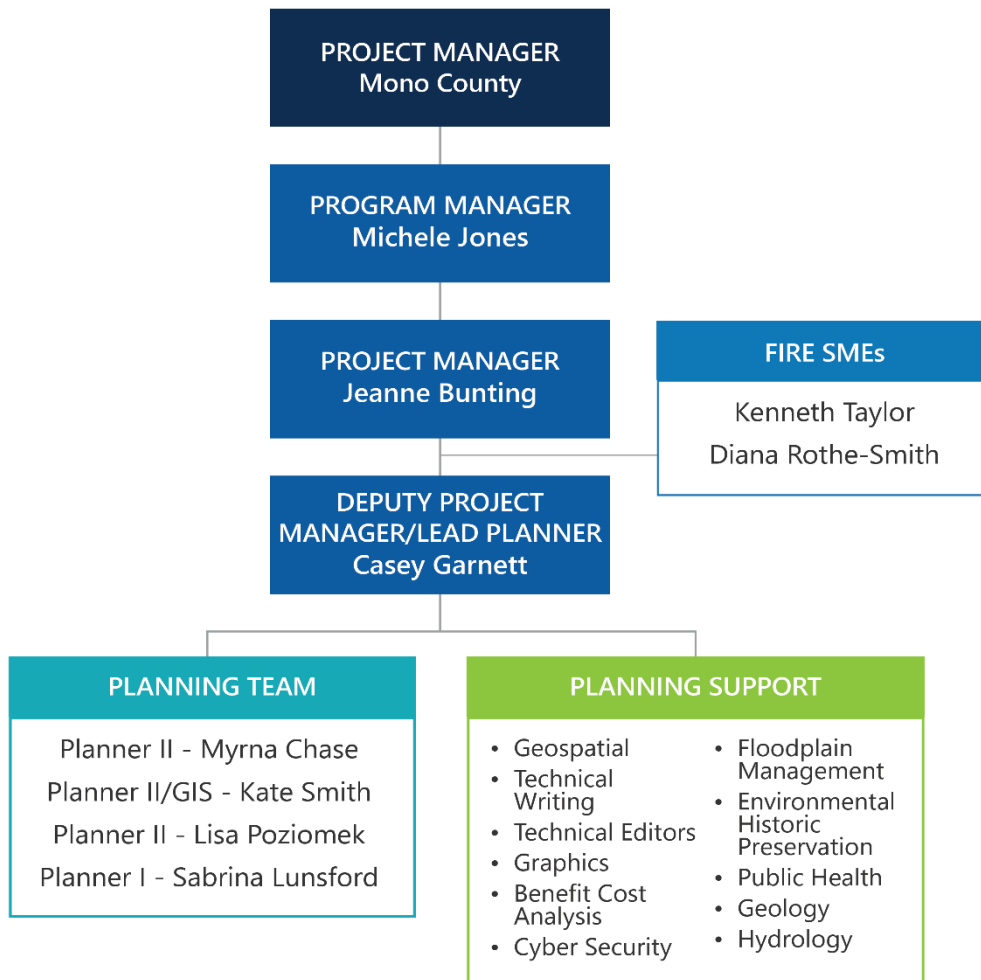 PROJECT MANAGER
Mono County
PROGRAM MANAGER
Michele Jones
PROJECT MANAGER
Jeanne Bunting
FIRE SMEs
Kenneth Taylor
Diana Rothe-Smith
DEPUTY PROJECT
MANAGER/LEAD PLANNER
Casey Garnett
PLANNING TEAM
Planner II - Myrna Chase
Planner II/GIS - Kate Smith
Planner II - Lisa Poziomek
Planner I - Sabrina Lunsford
PLANNING SUPPORT
• Geospatial
• Technical
Writing
• Technical Editors
• Graphics
• Benefit Cost
Analysis
• Cyber Security
• Floodplain
Management
• Environmental
Historic
Preservation
• Public Health
• Geology
• Hydrology